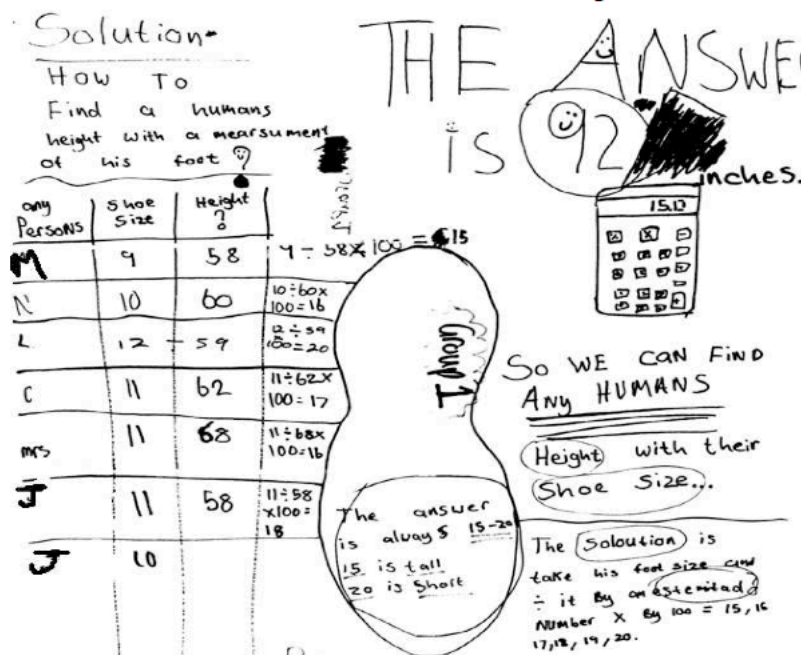 Solution-
HOW TO
Find a humans
height with a mearsument
of his foot ?
THE ANSWE
is 92
inches.
15.0
any Persons
Shoe Size
Height ?
M
9
58
9 ÷ 58 x 100 = 15
N
10
60
10 ÷ 60 x
100 = 16
L
12 - 59
12 ÷ 59
100 = 20
C
11
62
11 ÷ 62 x
100 = 17
mrs
11
68
11 ÷ 68 x
100 = 16
J
11
58
11 ÷ 58
x 100 =
18
J
10
Group 1
The answer
is always 15-20
15 is tall
20 is Short
SO WE CAN FIND
Any HUMANS
Height with their
Shoe Size...
The Soloution is
take his foot size and
÷ it By an estemitad
Number x By 100 = 15, 16
17, 18, 19, 20.